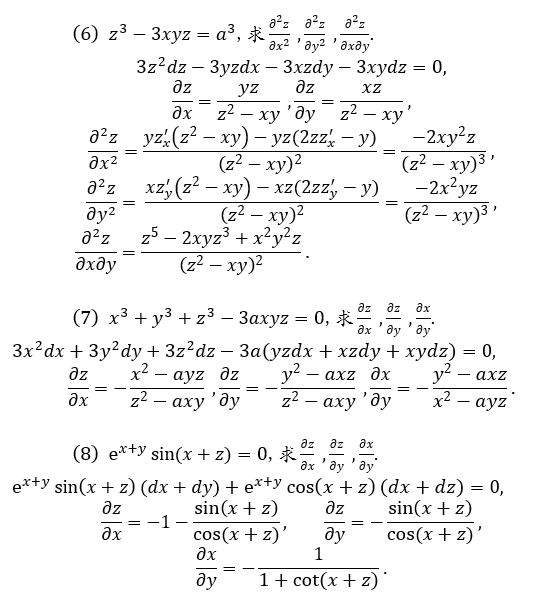 (6) z³ − 3xyz = a³, 求 ∂²z/∂x² , ∂²z/∂y² , ∂²z/∂x∂y.
3z²dz − 3yzdx − 3xzdy − 3xydz = 0,
∂z/∂x = yz/(z² − xy) , ∂z/∂y = xz/(z² − xy) ,
∂²z/∂x² = (yz′ₓ(z² − xy) − yz(2zz′ₓ − y))/(z² − xy)² = −2xy²z/(z² − xy)³ ,
∂²z/∂y² = (xz′_y(z² − xy) − xz(2zz′_y − y))/(z² − xy)² = −2x²yz/(z² − xy)³ ,
∂²z/∂x∂y = (z⁵ − 2xyz³ + x²y²z)/(z² − xy)² .
(7) x³ + y³ + z³ − 3axyz = 0, 求 ∂z/∂x , ∂z/∂y , ∂x/∂y.
3x²dx + 3y²dy + 3z²dz − 3a(yzdx + xzdy + xydz) = 0,
∂z/∂x = − (x² − ayz)/(z² − axy) , ∂z/∂y = − (y² − axz)/(z² − axy) , ∂x/∂y = − (y² − axz)/(x² − ayz) .
(8) e^(x+y) sin(x + z) = 0, 求 ∂z/∂x , ∂z/∂y , ∂x/∂y.
e^(x+y) sin(x + z) (dx + dy) + e^(x+y) cos(x + z) (dx + dz) = 0,
∂z/∂x = −1 − sin(x + z)/cos(x + z) , ∂z/∂y = − sin(x + z)/cos(x + z) ,
∂x/∂y = − 1/(1 + cot(x + z)) .